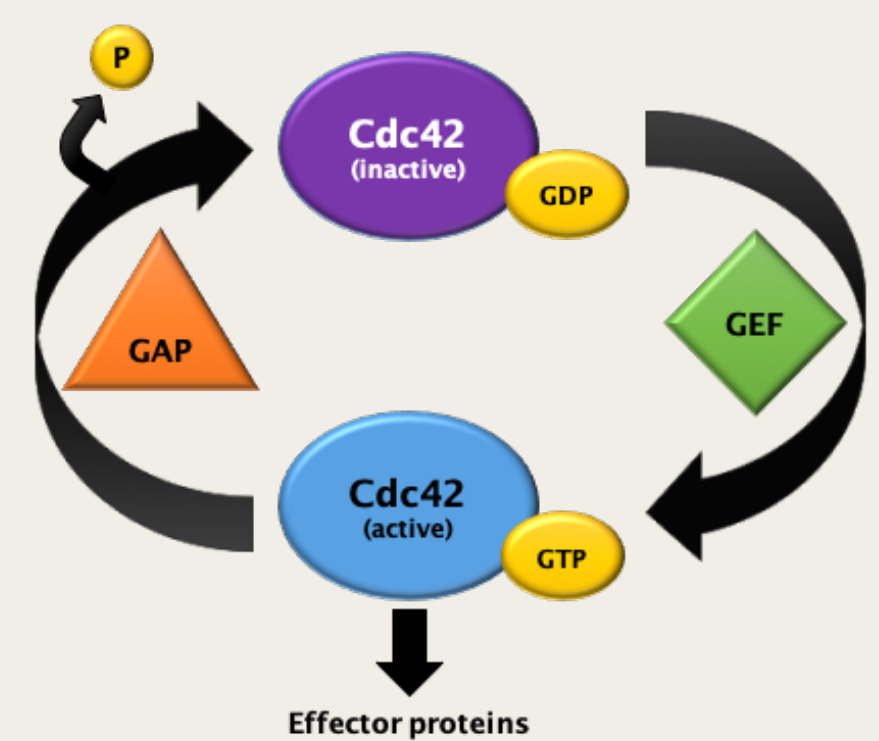 P
Cdc42
(inactive)
GDP
GAP
GEF
Cdc42
(active)
GTP
Effector proteins